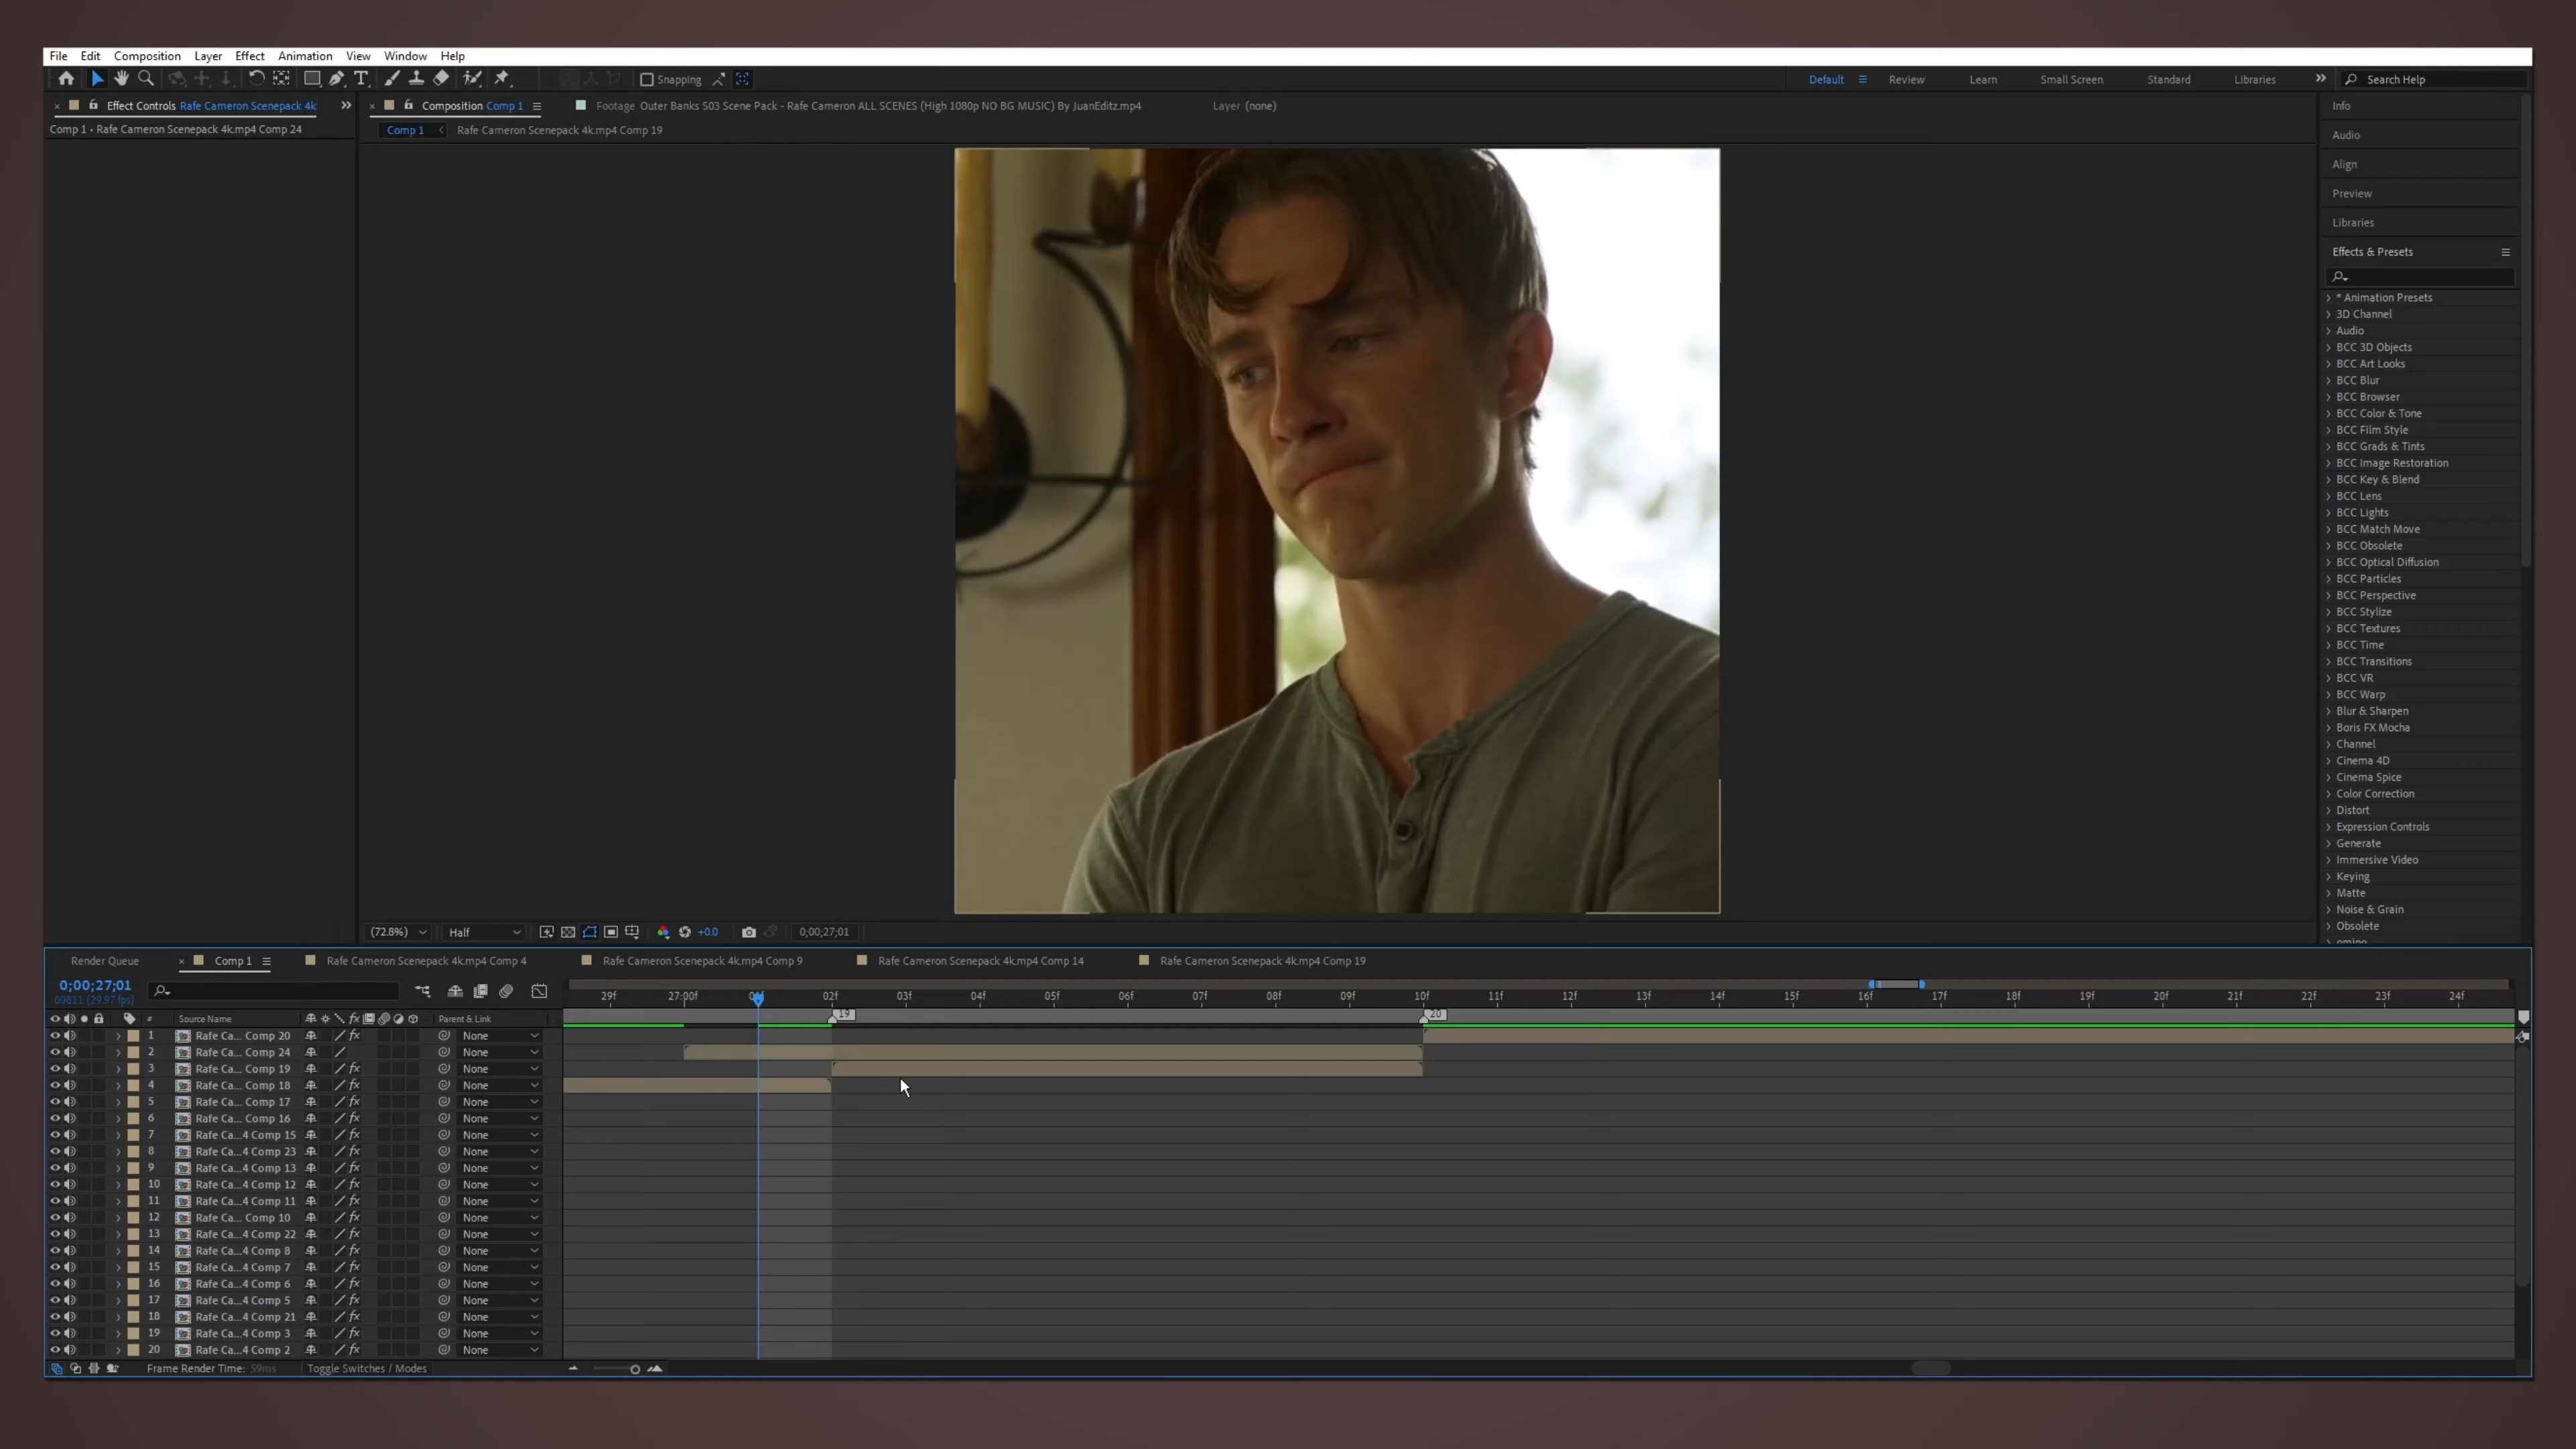 File Edit Composition Layer Effect Animation View Window Help
Snapping
Default Review Learn Small Screen Standard Libraries Search Help
Effect Controls Rafe Cameron Scenepack 4k
Composition Comp 1
Footage Outer Banks S03 Scene Pack - Rafe Cameron ALL SCENES (High 1080p NO BG MUSIC) By JuanEditz.mp4
Layer (none)
Comp 1 • Rafe Cameron Scenepack 4k.mp4 Comp 24
Comp 1 Rafe Cameron Scenepack 4k.mp4 Comp 19
Info
Audio
Align
Preview
Libraries
Effects & Presets
* Animation Presets
3D Channel
Audio
BCC 3D Objects
BCC Art Looks
BCC Blur
BCC Browser
BCC Color & Tone
BCC Film Style
BCC Grads & Tints
BCC Image Restoration
BCC Key & Blend
BCC Lens
BCC Lights
BCC Match Move
BCC Obsolete
BCC Optical Diffusion
BCC Particles
BCC Perspective
BCC Stylize
BCC Textures
BCC Time
BCC Transitions
BCC VR
BCC Warp
Blur & Sharpen
Boris FX Mocha
Channel
Cinema 4D
Cinema Spice
Color Correction
Distort
Expression Controls
Generate
Immersive Video
Keying
Matte
Noise & Grain
Obsolete
(72.8%) Half +0.0 0;00;27;01
Render Queue Comp 1 Rafe Cameron Scenepack 4k.mp4 Comp 4 Rafe Cameron Scenepack 4k.mp4 Comp 9 Rafe Cameron Scenepack 4k.mp4 Comp 14 Rafe Cameron Scenepack 4k.mp4 Comp 19
0;00;27;01
00811 (29.97 fps)
29f 27:00f 02f 03f 04f 05f 06f 07f 08f 09f 10f 11f 12f 13f 14f 15f 16f 17f 18f 19f 20f 21f 22f 23f 24f
# Source Name Parent & Link
19 20
1 Rafe Ca... Comp 20 None
2 Rafe Ca... Comp 24 None
3 Rafe Ca... Comp 19 None
4 Rafe Ca... Comp 18 None
5 Rafe Ca... Comp 17 None
6 Rafe Ca... Comp 16 None
7 Rafe Ca...4 Comp 15 None
8 Rafe Ca...4 Comp 23 None
9 Rafe Ca...4 Comp 13 None
10 Rafe Ca...4 Comp 12 None
11 Rafe Ca...4 Comp 11 None
12 Rafe Ca... Comp 10 None
13 Rafe Ca...4 Comp 22 None
14 Rafe Ca...4 Comp 8 None
15 Rafe Ca...4 Comp 7 None
16 Rafe Ca...4 Comp 6 None
17 Rafe Ca...4 Comp 5 None
18 Rafe Ca...4 Comp 21 None
19 Rafe Ca...4 Comp 3 None
20 Rafe Ca...4 Comp 2 None
Frame Render Time: 59ms Toggle Switches / Modes